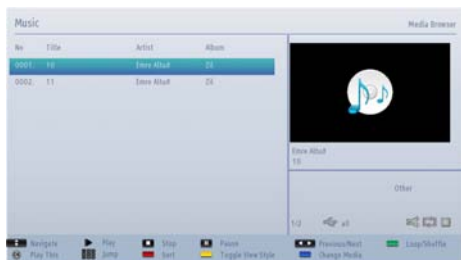 Music
Media Browser
No Title Artist Album
0001. 10 Emre Altuğ
0002. 11 Emre Altuğ
Emre Altuğ
10
Other
1/2 all
Navigate Play Stop Pause Previous/Next Loop/Shuffle
Play This Jump Sort Toggle View Style Change Media